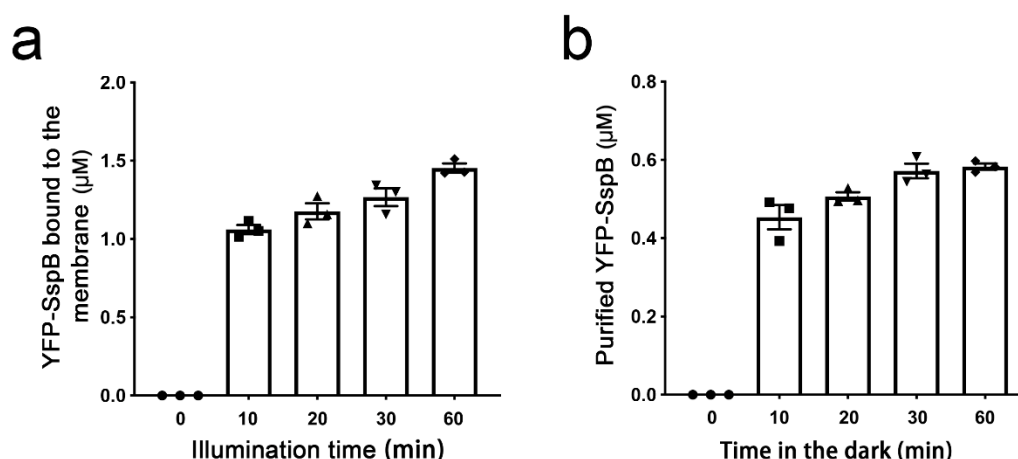 a
YFP-SspB bound to the
membrane (μM)
2.0
1.5
1.0
0.5
0.0
0 10 20 30 60
Illumination time (min)
b
Purified YFP-SspB (μM)
0.8
0.6
0.4
0.2
0.0
0 10 20 30 60
Time in the dark (min)